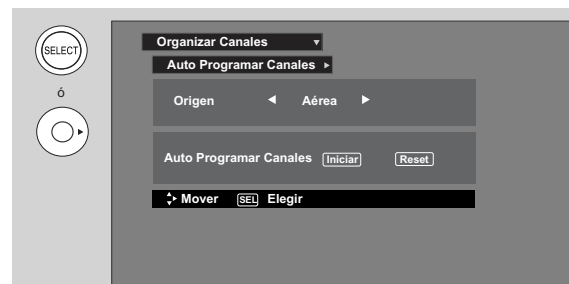 SELECT
ó
Organizar Canales
Auto Programar Canales
Origen Aérea
Auto Programar Canales Iniciar Reset
Mover SEL Elegir